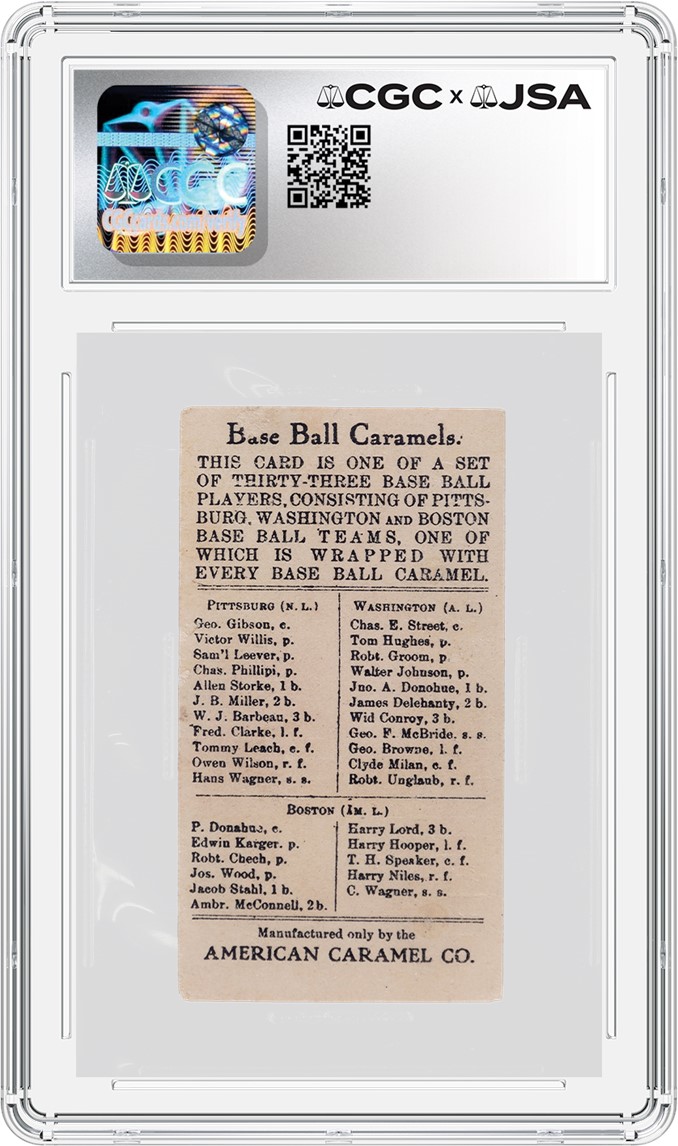 CGC x JSA
CGC
Base Ball Caramels.
THIS CARD IS ONE OF A SET
OF THIRTY-THREE BASE BALL
PLAYERS, CONSISTING OF PITTS-
BURG, WASHINGTON AND BOSTON
BASE BALL TEAMS, ONE OF
WHICH IS WRAPPED WITH
EVERY BASE BALL CARAMEL.
PITTSBURG (N. L.)
Geo. Gibson, c.
Victor Willis, p.
Sam'l Leever, p.
Chas. Phillipi, p.
Allen Storke, 1 b.
J. B. Miller, 2 b.
W. J. Barbeau, 3 b.
Fred. Clarke, l. f.
Tommy Leach, c. f.
Owen Wilson, r. f.
Hans Wagner, s. s.
WASHINGTON (A. L.)
Chas. E. Street, c.
Tom Hughes, p.
Robt. Groom, p.
Walter Johnson, p.
Jno. A. Donohue, 1 b.
James Delehanty, 2 b.
Wid Conroy, 3 b.
Geo. F. McBride. s. s.
Geo. Browne, l. f.
Clyde Milan, c. f.
Robt. Unglaub, r. f.
BOSTON (AM. L.)
P. Donahue, c.
Edwin Karger. p.
Robt. Chech, p.
Jos. Wood, p.
Jacob Stahl, 1 b.
Ambr. McConnell, 2 b.
Harry Lord, 3 b.
Harry Hooper, l. f.
T. H. Speaker, c. f.
Harry Niles, r. f.
C. Wagner, s. s.
Manufactured only by the
AMERICAN CARAMEL CO.